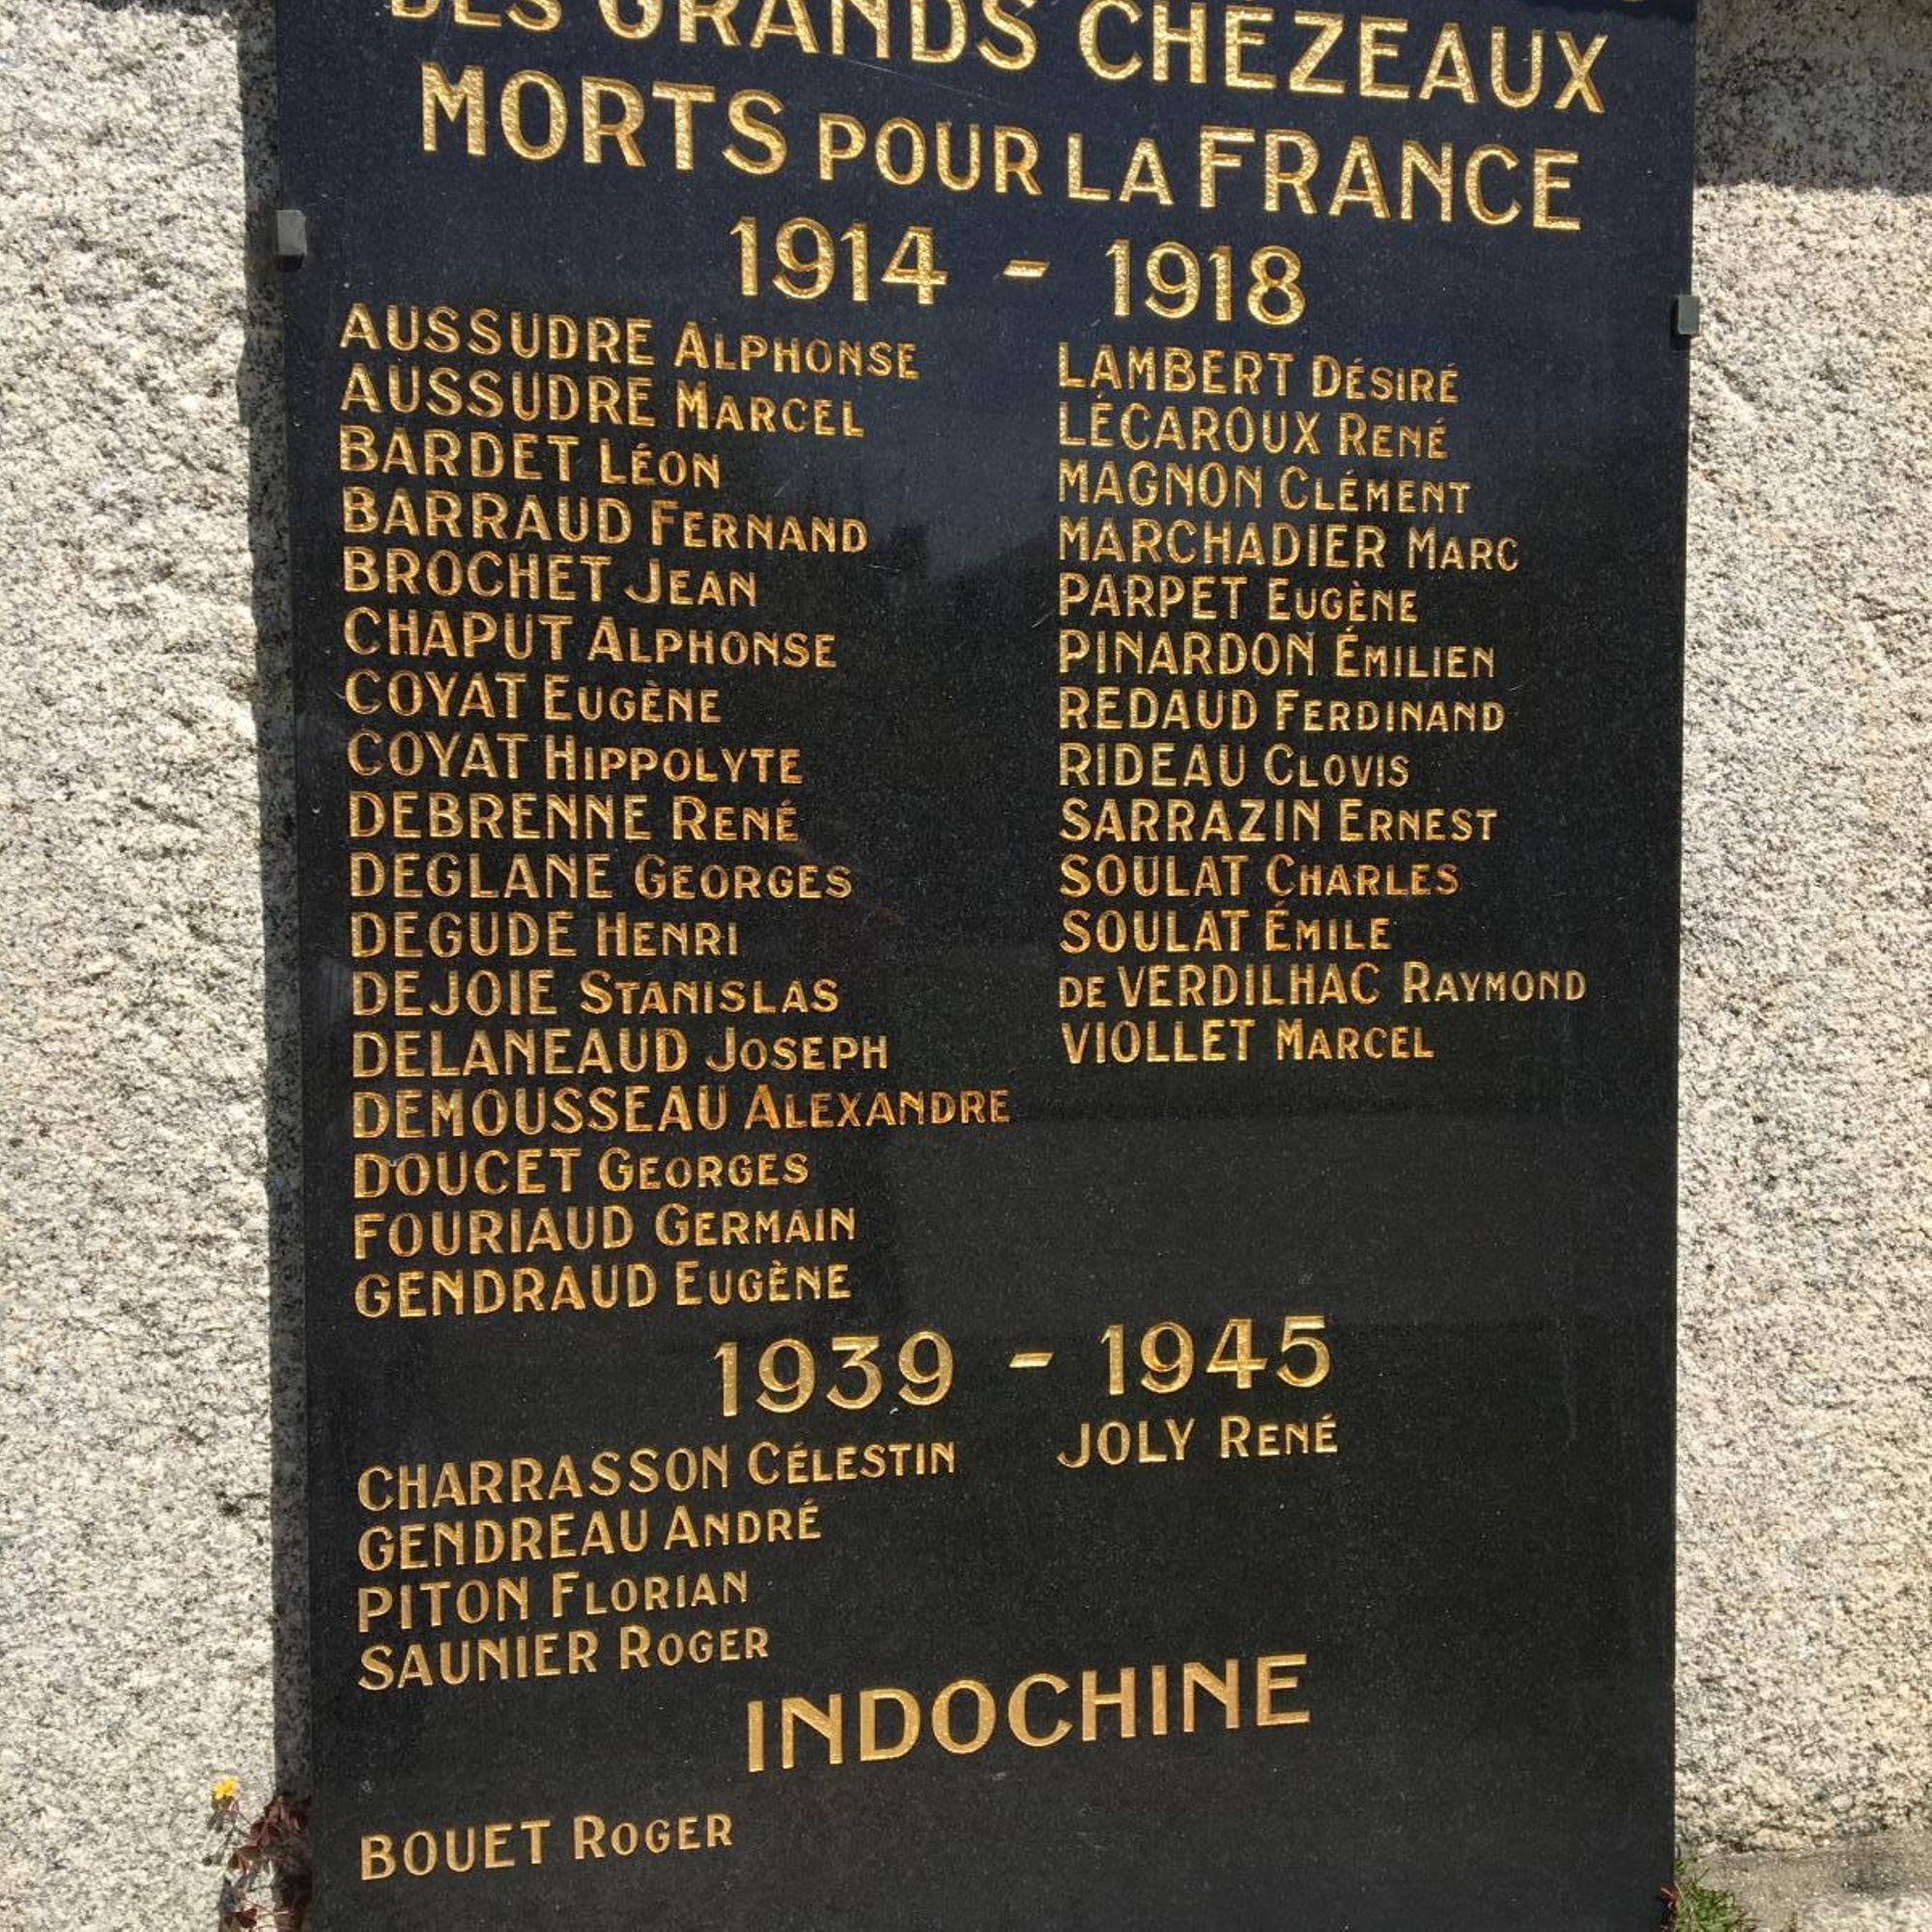 DES GRANDS CHÉZEAUX
MORTS POUR LA FRANCE
1914 - 1918
AUSSUDRE ALPHONSE
AUSSUDRE MARCEL
BARDET LÉON
BARRAUD FERNAND
BROCHET JEAN
CHAPUT ALPHONSE
COYAT EUGÈNE
COYAT HIPPOLYTE
DEBRENNE RENÉ
DEGLANE GEORGES
DEGUDE HENRI
DEJOIE STANISLAS
DELANEAUD JOSEPH
DEMOUSSEAU ALEXANDRE
DOUCET GEORGES
FOURIAUD GERMAIN
GENDRAUD EUGÈNE
LAMBERT DÉSIRÉ
LÉCAROUX RENÉ
MAGNON CLÉMENT
MARCHADIER MARC
PARPET EUGÈNE
PINARDON ÉMILIEN
REDAUD FERDINAND
RIDEAU CLOVIS
SARRAZIN ERNEST
SOULAT CHARLES
SOULAT ÉMILE
DE VERDILHAC RAYMOND
VIOLLET MARCEL
1939 - 1945
CHARRASSON CÉLESTIN
GENDREAU ANDRÉ
PITON FLORIAN
SAUNIER ROGER
JOLY RENÉ
INDOCHINE
BOUET ROGER